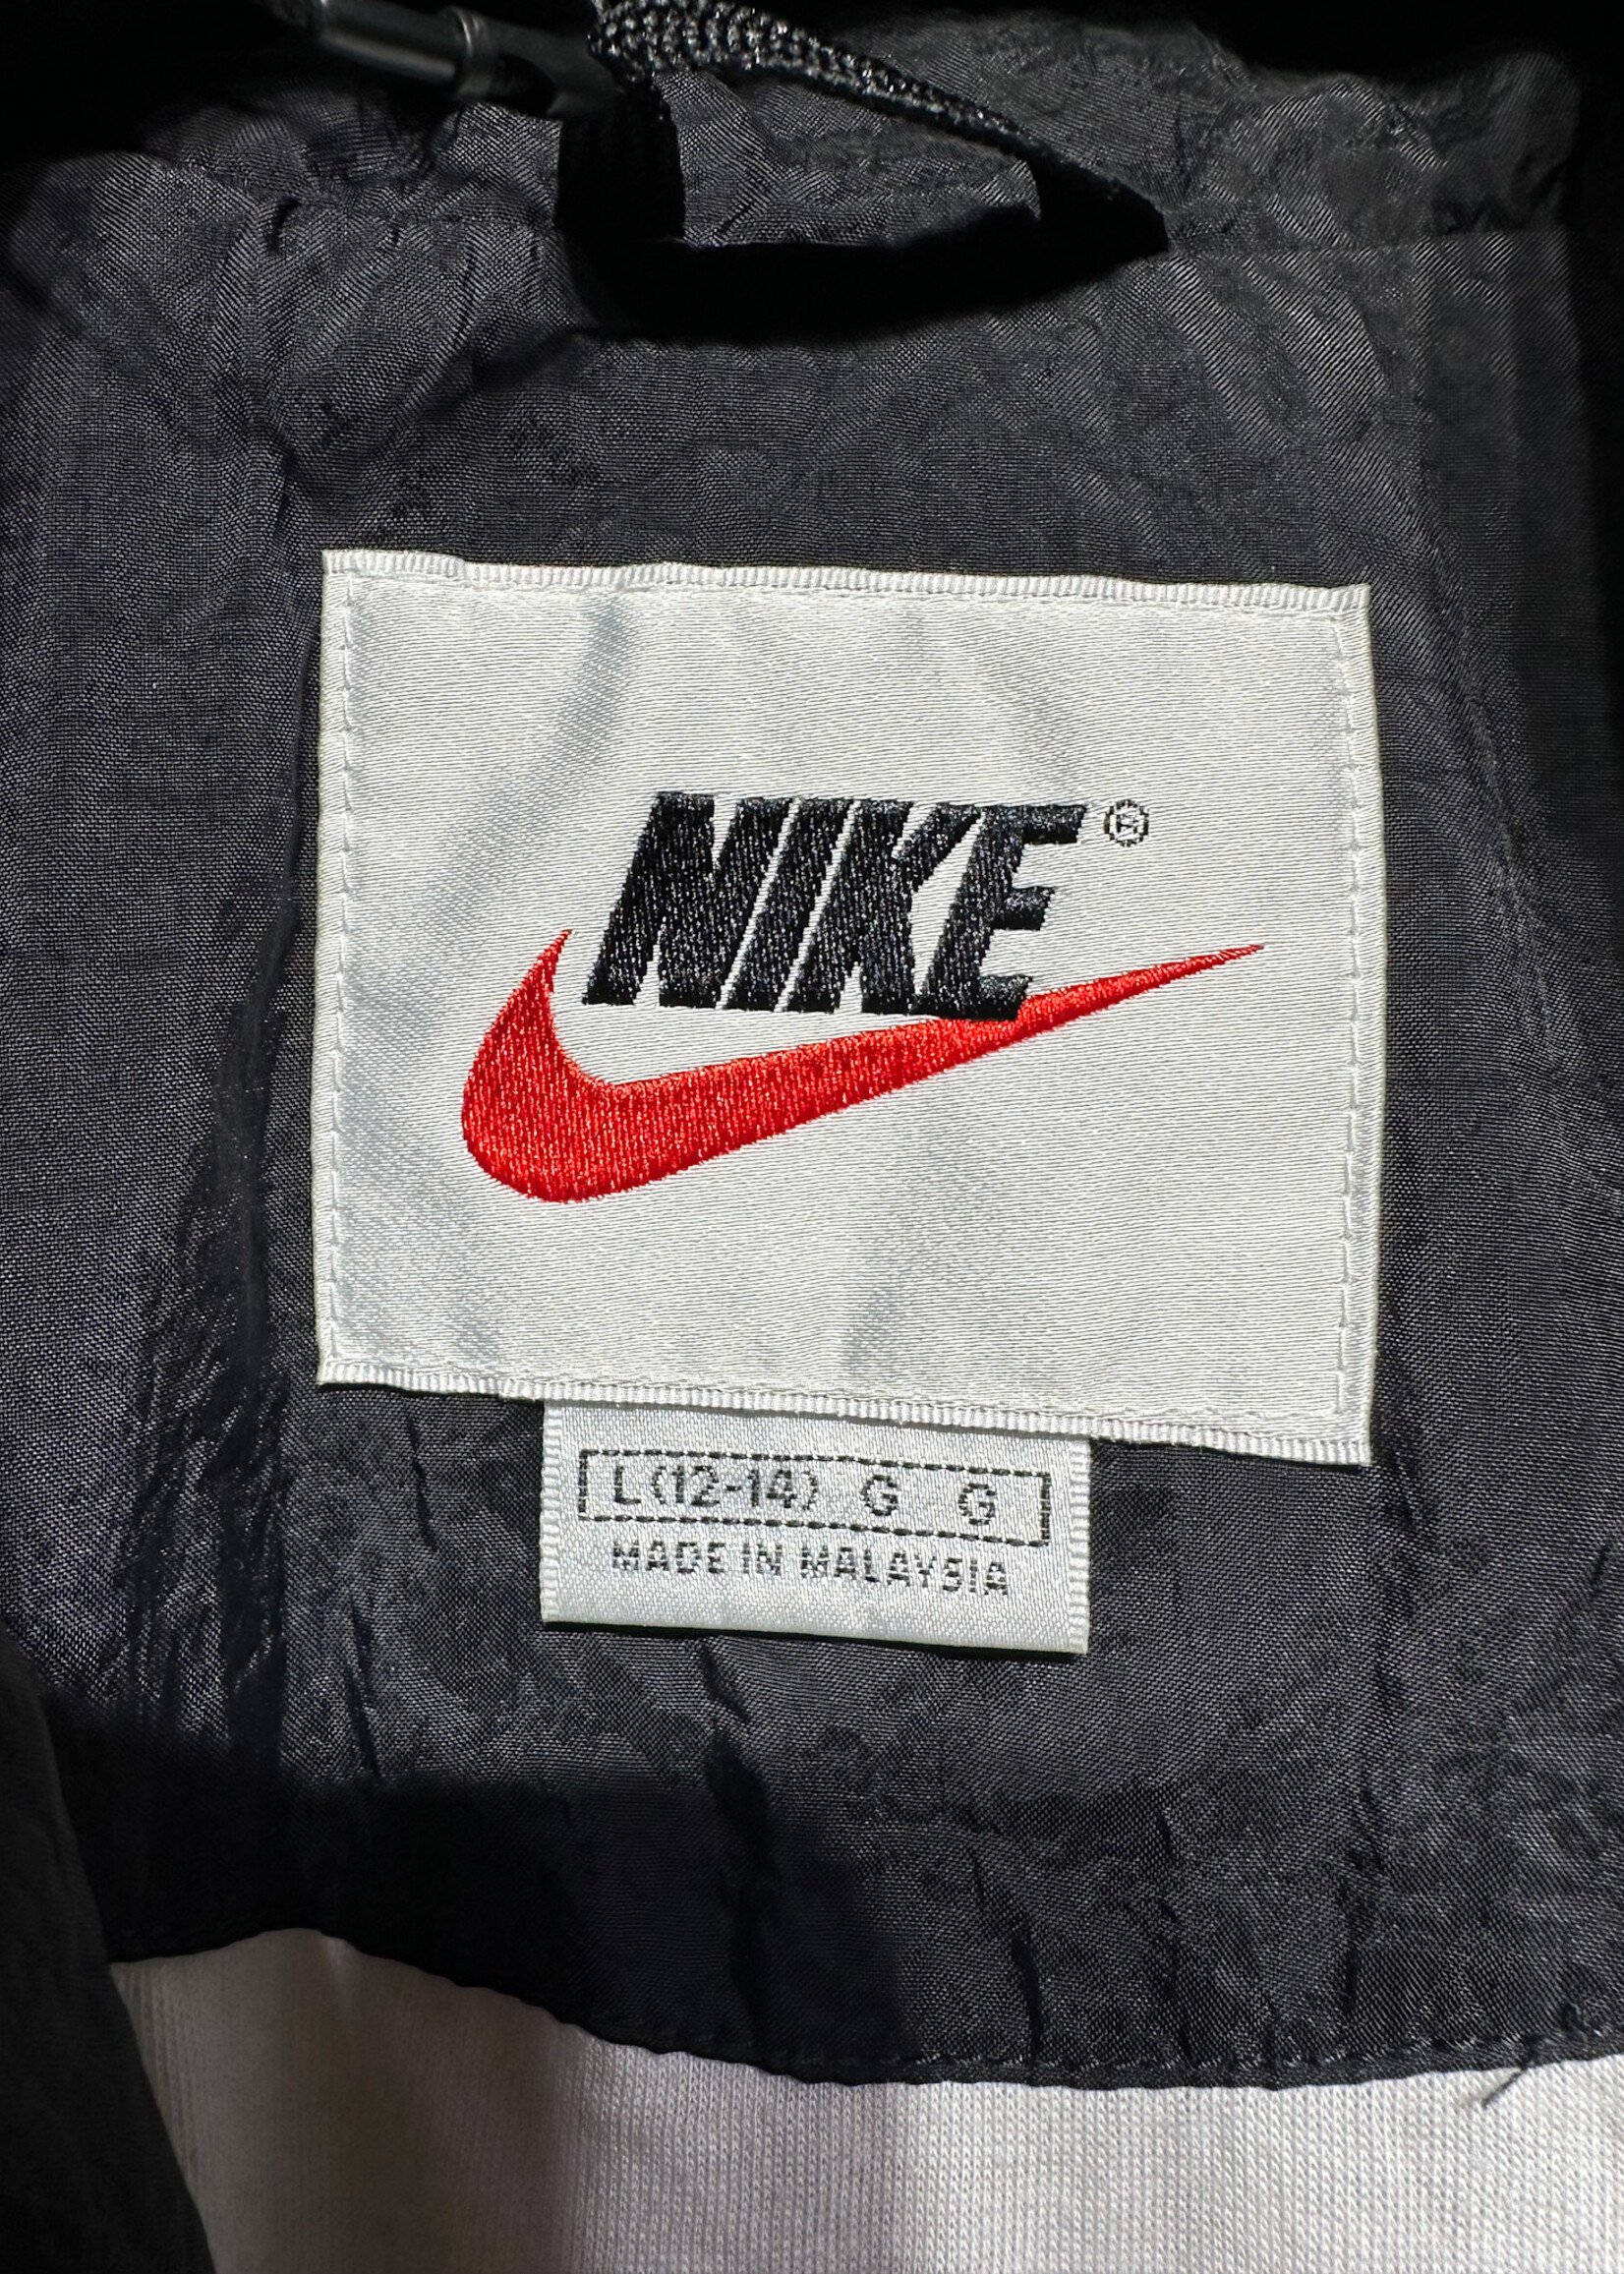 NIKE®
L(12-14) G G
MADE IN MALAYSIA